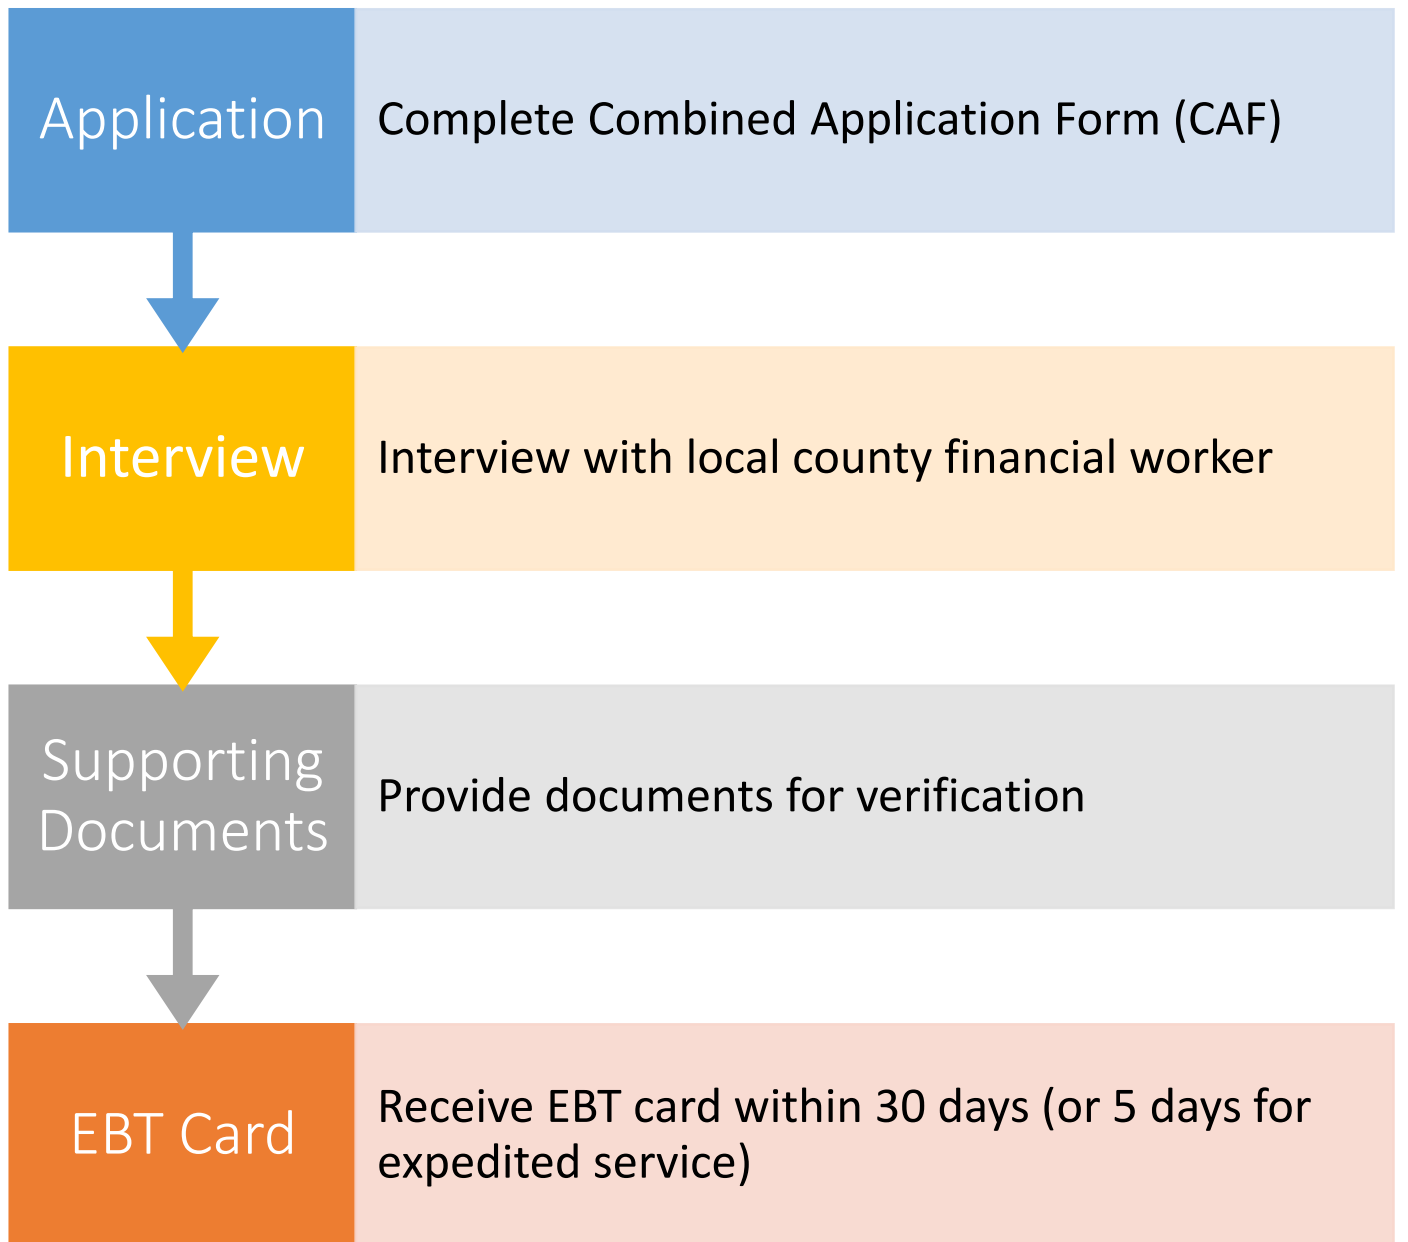 Application
Complete Combined Application Form (CAF)
Interview
Interview with local county financial worker
Supporting
Documents
Provide documents for verification
EBT Card
Receive EBT card within 30 days (or 5 days for
expedited service)